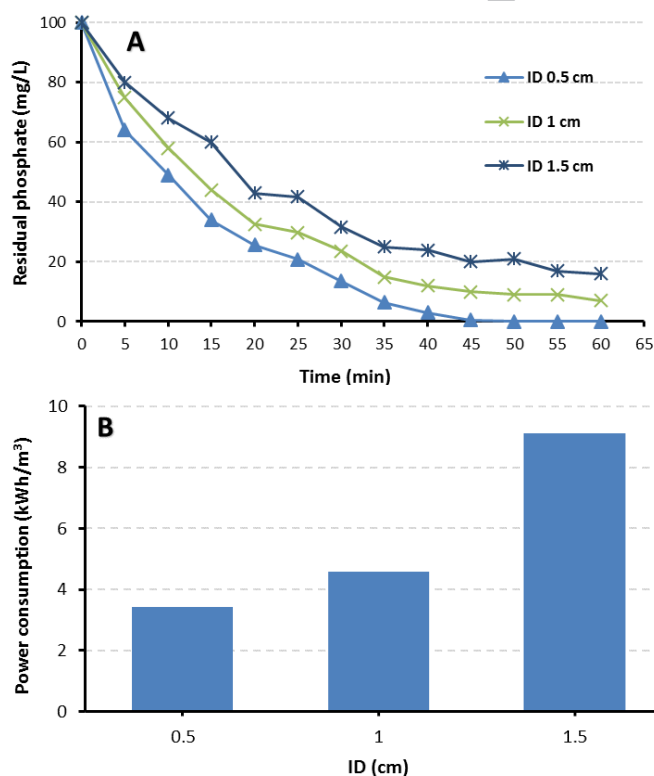 A
Residual phosphate (mg/L)
100
80
60
40
20
0
ID 0.5 cm
ID 1 cm
ID 1.5 cm
0 5 10 15 20 25 30 35 40 45 50 55 60 65
Time (min)
B
Power consumption (kWh/m³)
10
8
6
4
2
0
0.5 1 1.5
ID (cm)